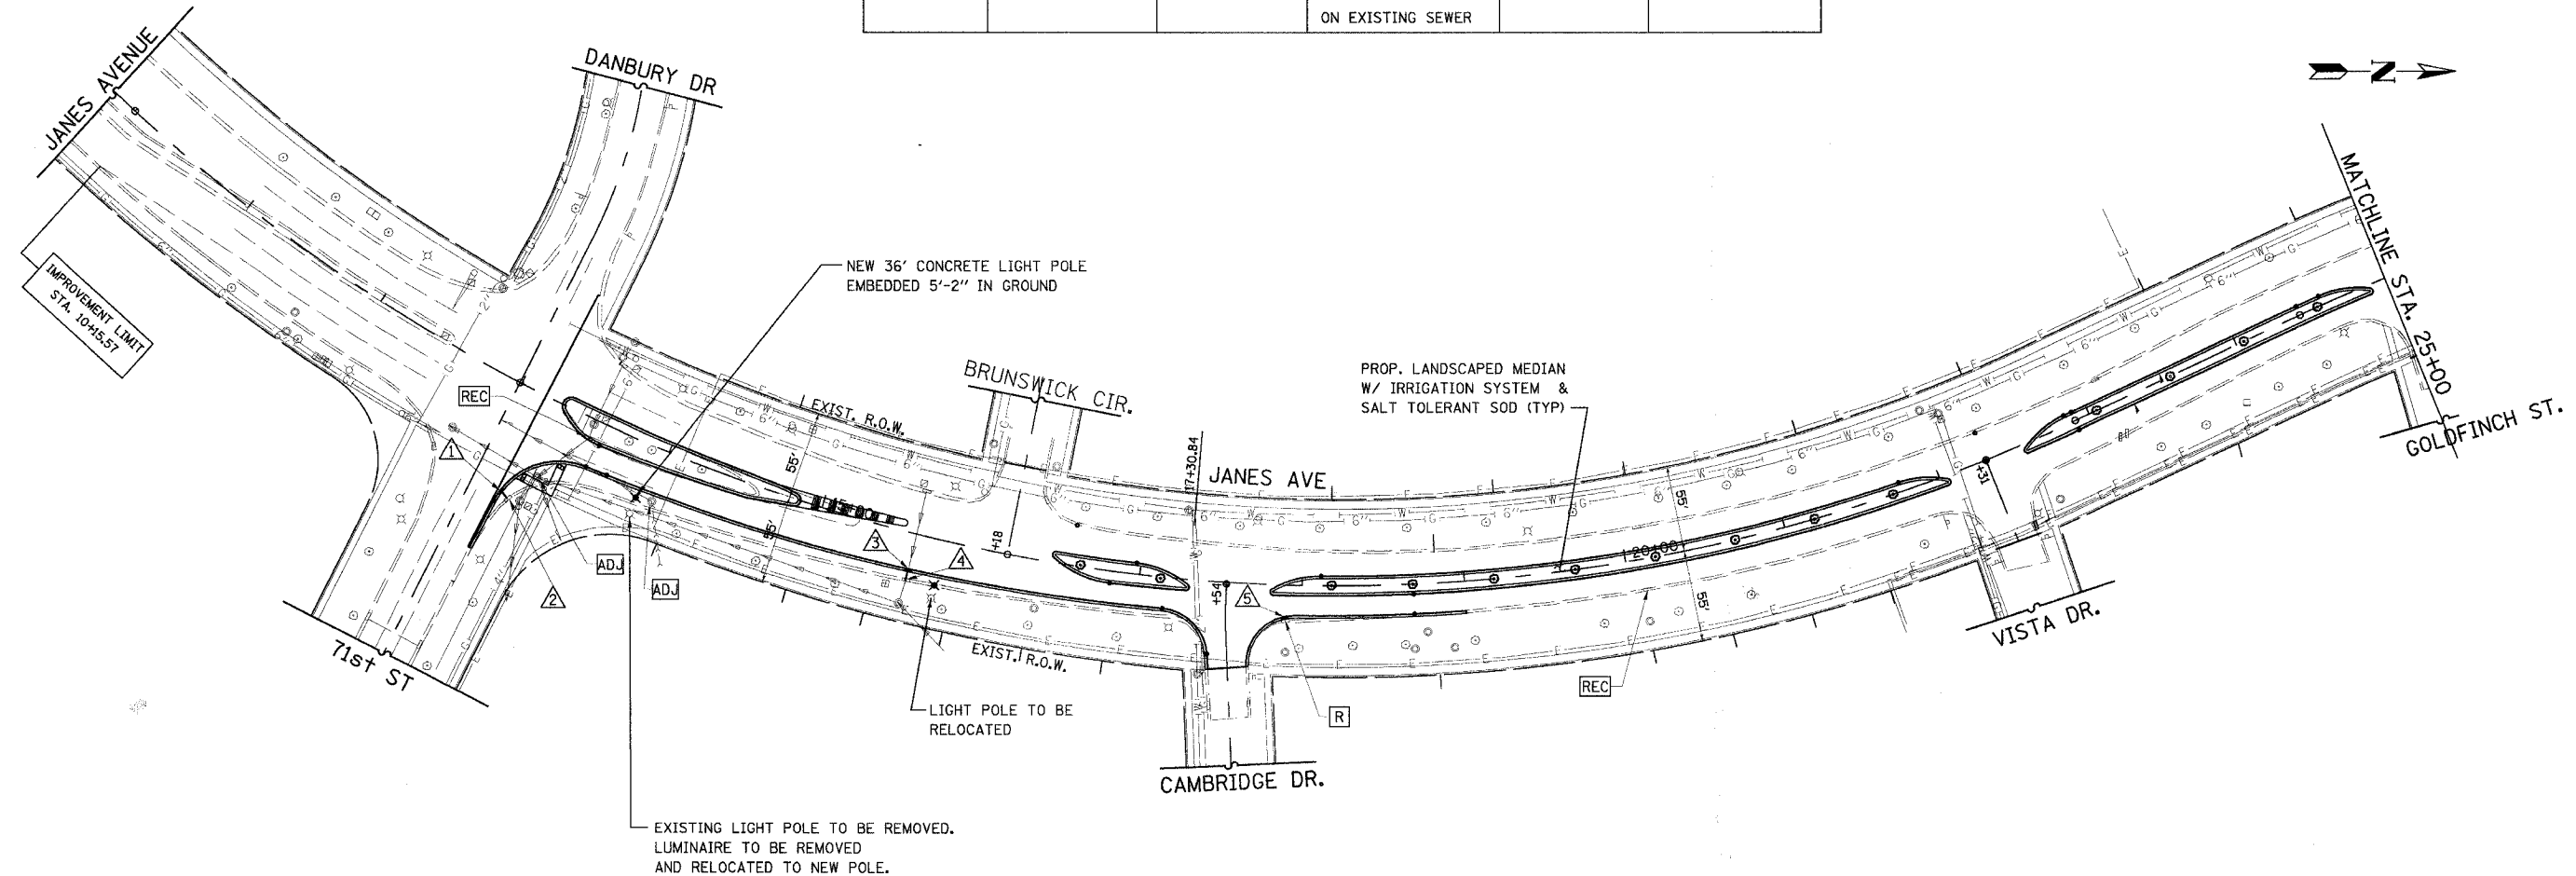 ON EXISTING SEWER
JANES AVENUE
DANBURY DR
N
MATCHLINE STA. 25+00
IMPROVEMENT LIMIT
STA. 10+15.57
NEW 36' CONCRETE LIGHT POLE
EMBEDDED 5'-2" IN GROUND
REC
BRUNSWICK CIR.
EXIST. R.O.W.
PROP. LANDSCAPED MEDIAN
W/ IRRIGATION SYSTEM &
SALT TOLERANT SOD (TYP)
GOLDFINCH ST.
1
55'
17+30.84
JANES AVE
55'
+31
55'
+18
3
4
20+00
ADJ
2
ADJ
+54
5
55'
VISTA DR.
71st ST
EXIST. R.O.W.
REC
R
LIGHT POLE TO BE
RELOCATED
CAMBRIDGE DR.
EXISTING LIGHT POLE TO BE REMOVED.
LUMINAIRE TO BE REMOVED
AND RELOCATED TO NEW POLE.